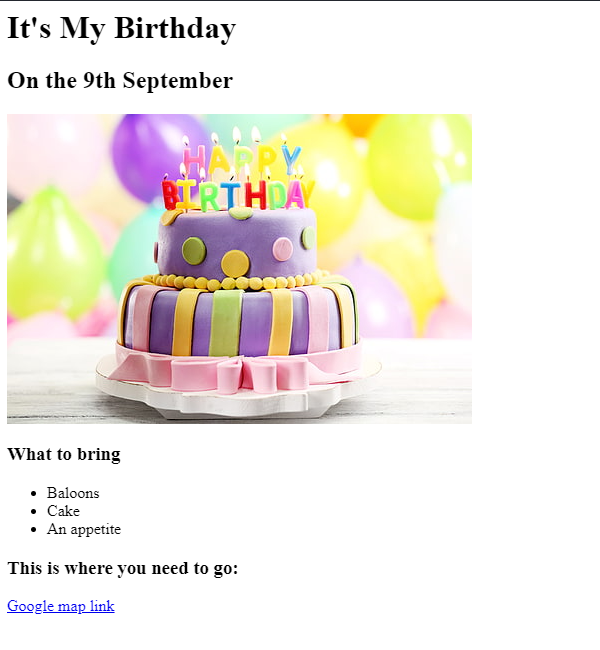 It's My Birthday
On the 9th September
HAPPY
BIRTHDAY
What to bring
Baloons
Cake
An appetite
This is where you need to go:
Google map link